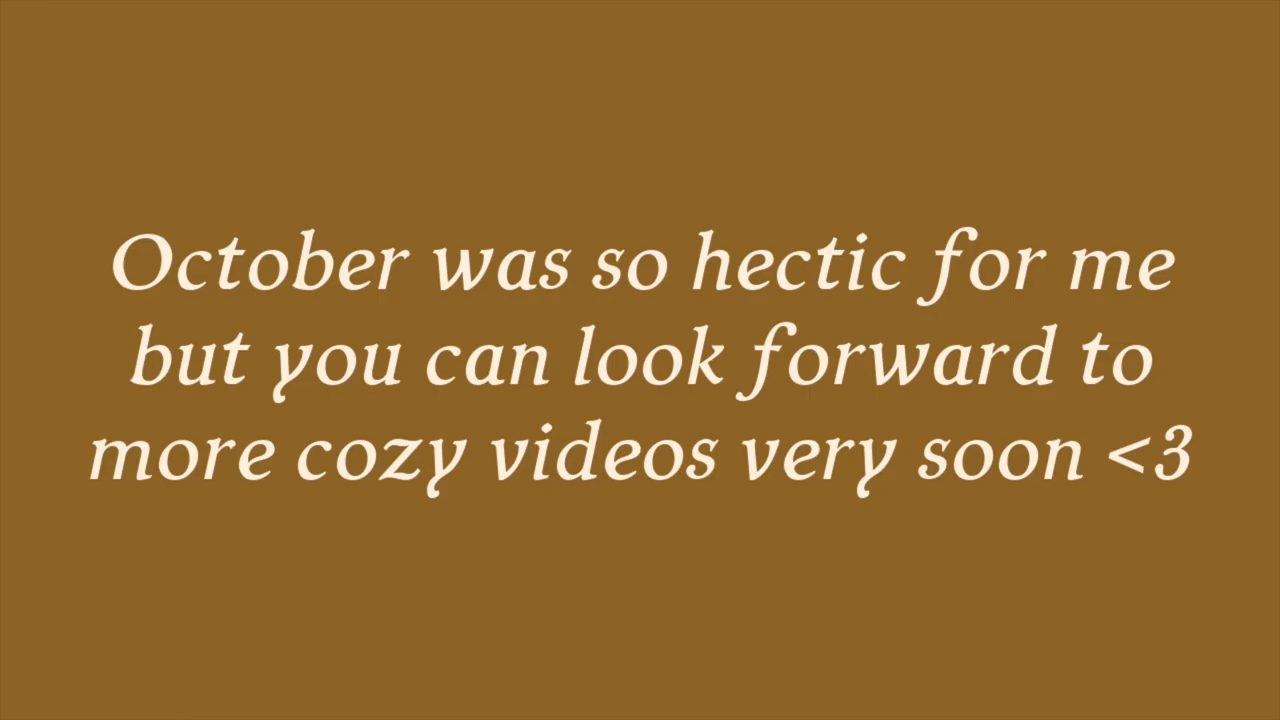 October was so hectic for me
but you can look forward to
more cozy videos very soon <3